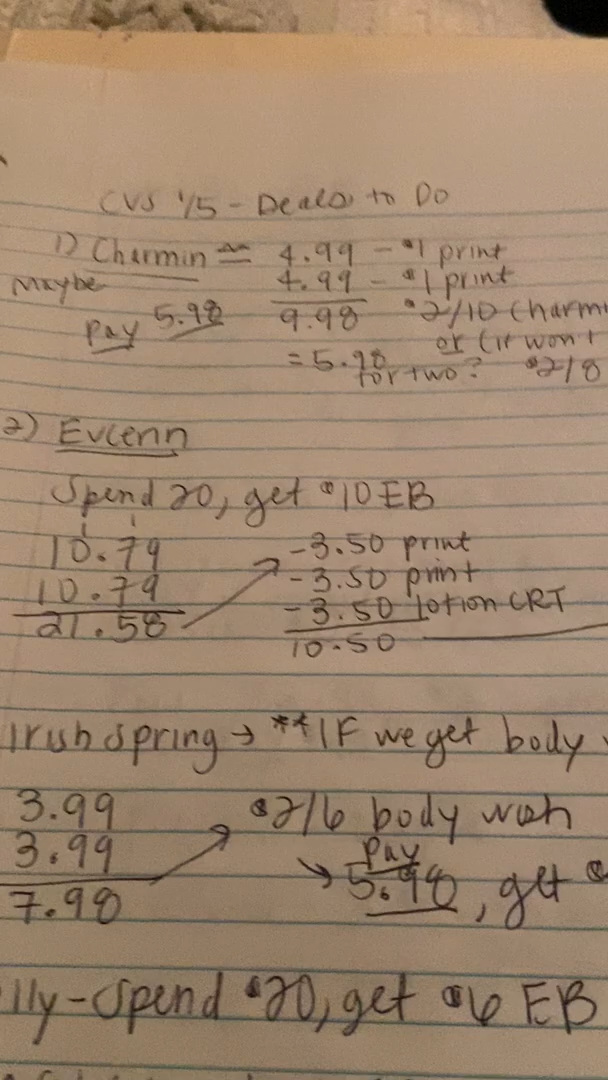 CVS 1/5 - Deals to Do
1) Charmin = 4.99 - $1 print
Maybe 4.99 - $1 print
Pay 5.98 9.98 $2/10 Charmi
or (it won't
= 5.98
for two? $2/8
2) Eucerin
Spend 20, get $10 EB
10.79 -3.50 print
10.79 -3.50 print
21.58 -3.50 lotion CRT
10.50
Irish Spring → **IF we get body
3.99 $2/6 body wash
3.99 Pay
7.98 5.98, get $
lly-Spend $20, get $6 EB